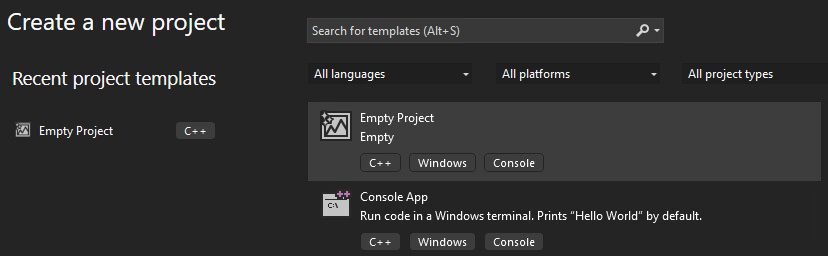 Create a new project
Search for templates (Alt+S)
Recent project templates
All languages
All platforms
All project types
Empty Project
C++
Empty Project
Empty
C++
Windows
Console
Console App
C:\
Run code in a Windows terminal. Prints "Hello World" by default.
C++
Windows
Console